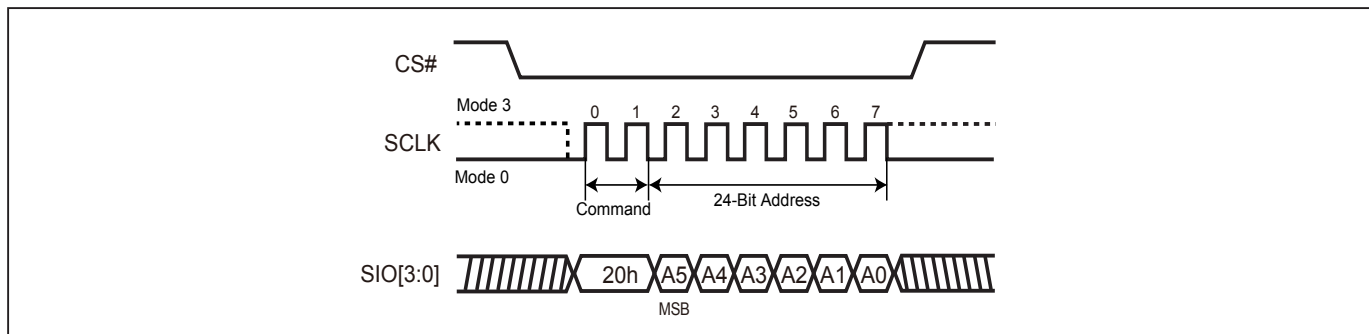 CS#
Mode 3
0 1 2 3 4 5 6 7
SCLK
Mode 0
Command
24-Bit Address
SIO[3:0]
20h A5 A4 A3 A2 A1 A0
MSB